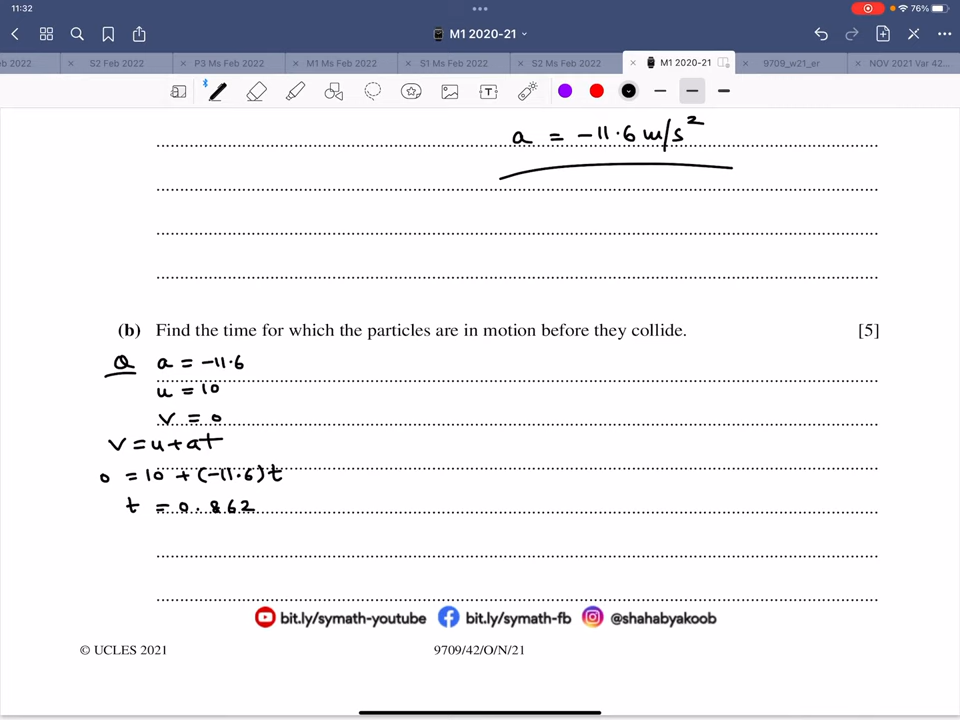 11:32
76%
M1 2020-21
eb 2022
S2 Feb 2022
P3 Ms Feb 2022
M1 Ms Feb 2022
S1 Ms Feb 2022
S2 Ms Feb 2022
M1 2020-21
9709_w21_er
NOV 2021 Var 42...
a = -11.6 m/s²
(b) Find the time for which the particles are in motion before they collide. [5]
Q a = -11.6
u = 10
v = 0
v = u + at
0 = 10 + (-11.6)t
t = 0.862
bit.ly/symath-youtube bit.ly/symath-fb @shahabyakoob
© UCLES 2021 9709/42/O/N/21